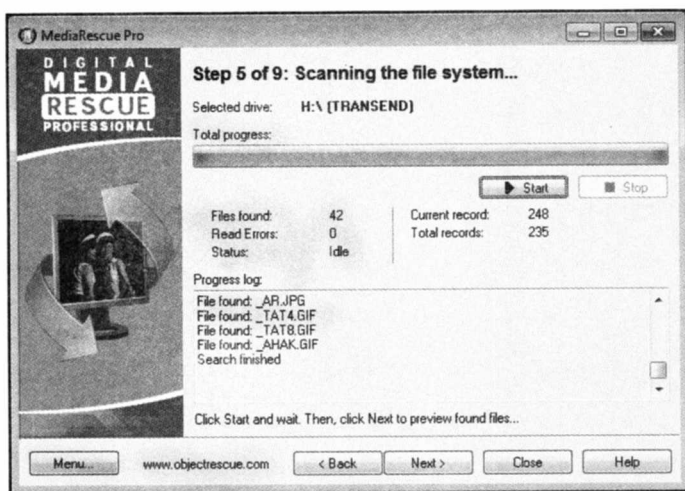 MediaRescue Pro
DIGITAL
MEDIA
RESCUE
PROFESSIONAL
Step 5 of 9: Scanning the file system...
Selected drive: H:\ [TRANSEND]
Total progress:
Start Stop
Files found: 42 Current record: 248
Read Errors: 0 Total records: 235
Status: Idle
Progress log:
File found: _AR.JPG
File found: _TAT4.GIF
File found: _TAT8.GIF
File found: _AHAK.GIF
Search finished
Click Start and wait. Then, click Next to preview found files...
Menu... www.objectrescue.com < Back Next > Close Help